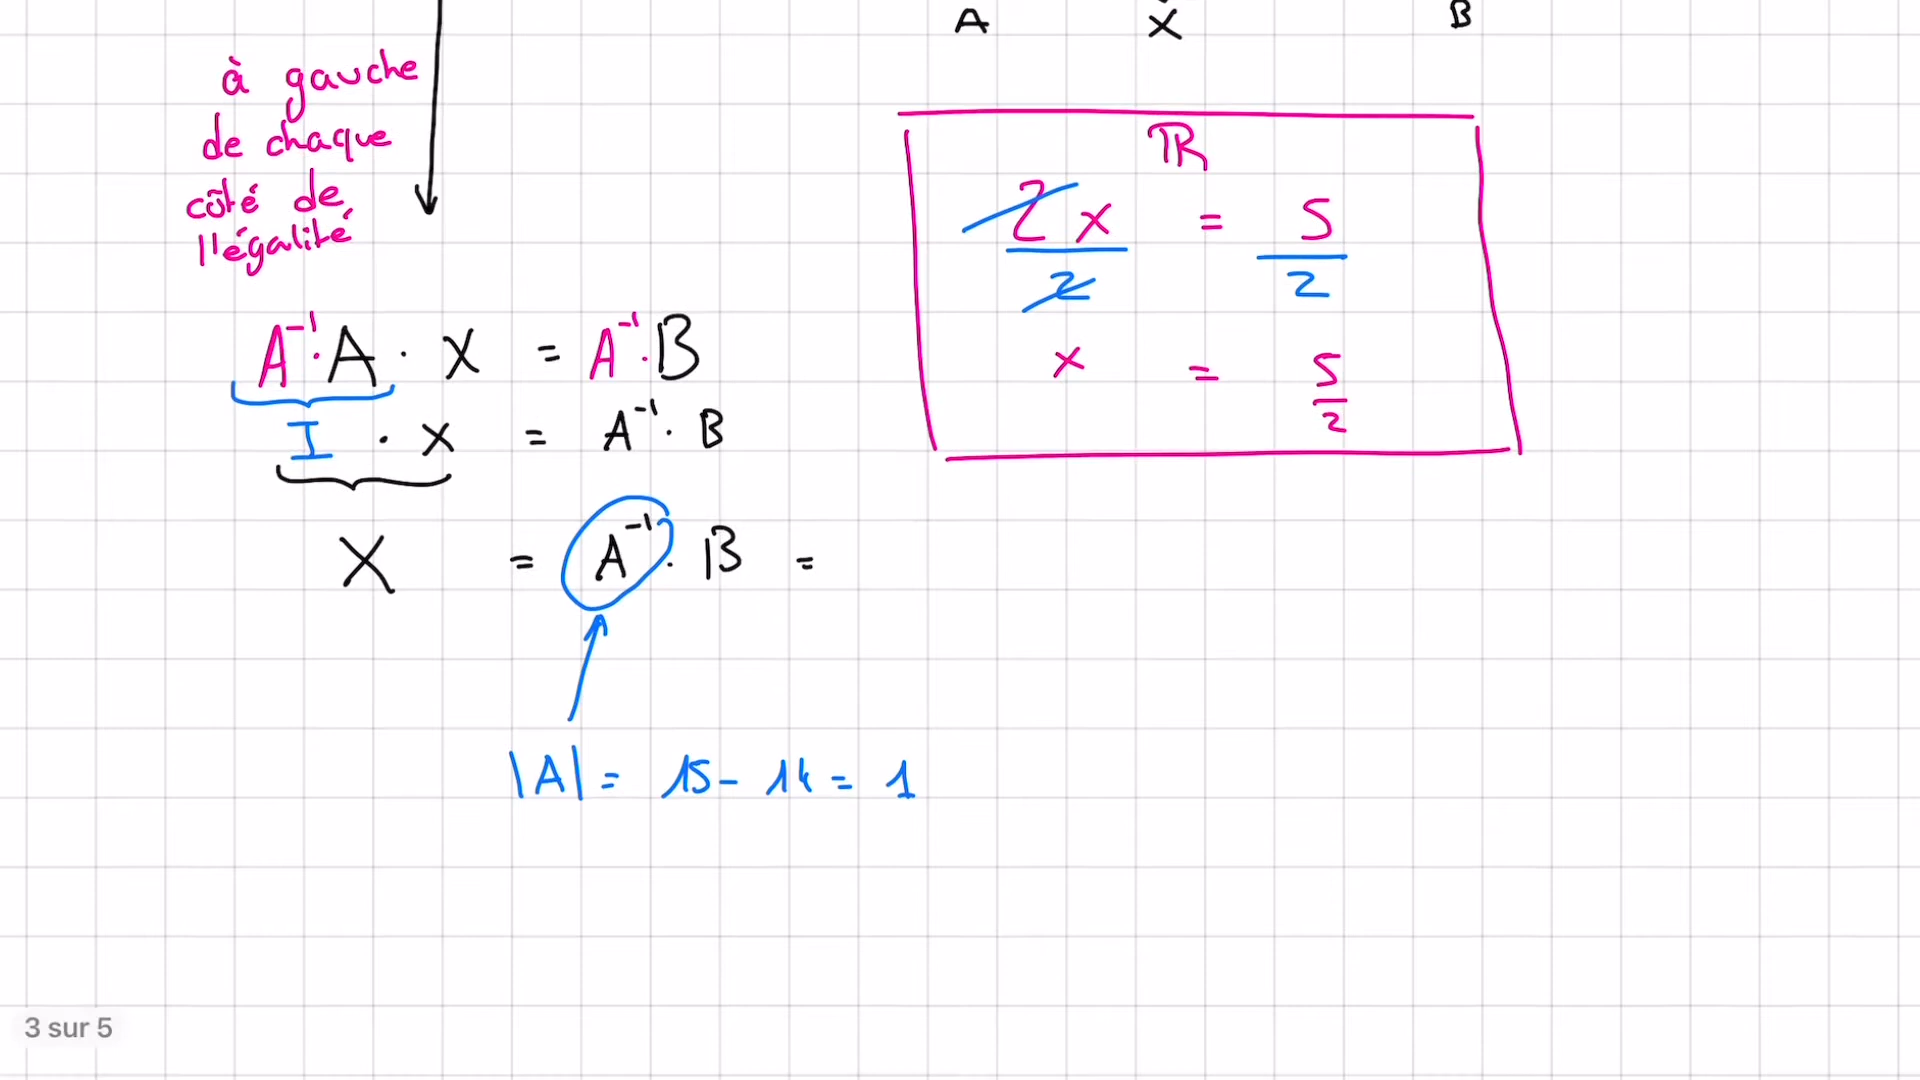 A X B
à gauche
de chaque
côté de
l'égalité
ℝ
2x/2 = 5/2
x = 5/2
A⁻¹·A · X = A⁻¹·B
I · X = A⁻¹· B
X = A⁻¹· B =
|A| = 15 - 14 = 1
3 sur 5